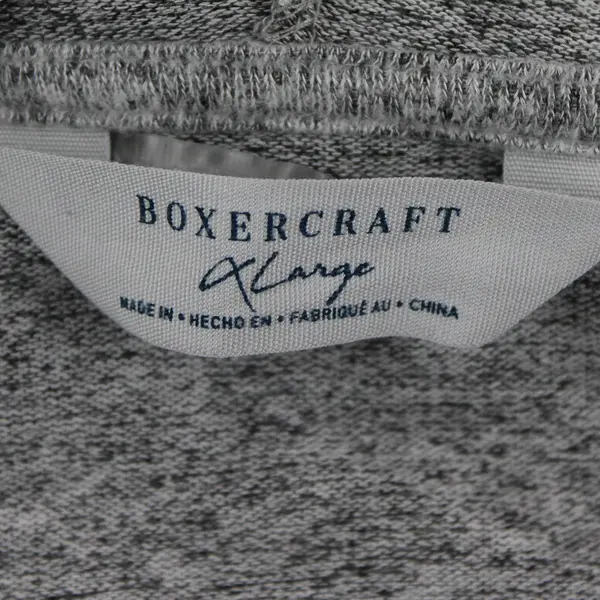 BOXERCRAFT
XLarge
MADE IN • HECHO EN • FABRIQUÉ AU • CHINA